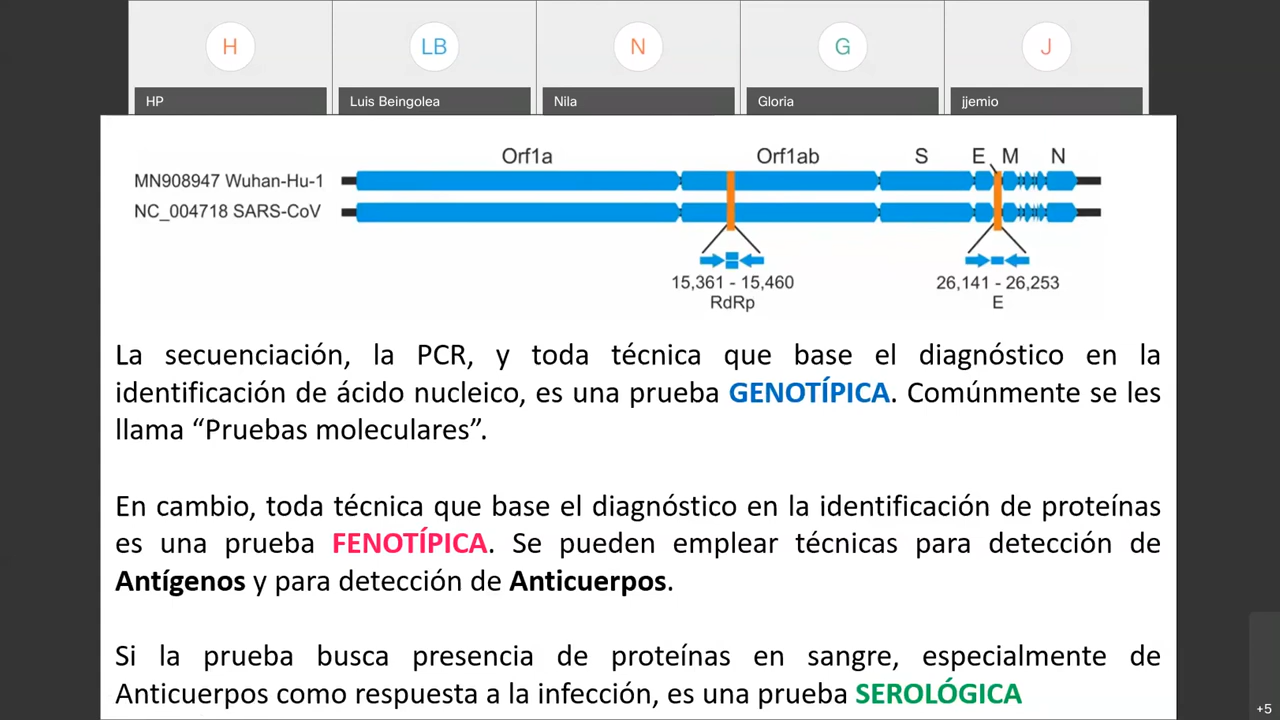 H
LB
N
G
J
HP
Luis Beingolea
Nila
Gloria
jjemio
Orf1a
Orf1ab
S
E
M
N
MN908947 Wuhan-Hu-1
NC_004718 SARS-CoV
15,361 - 15,460
RdRp
26,141 - 26,253
E
La secuenciación, la PCR, y toda técnica que base el diagnóstico en la
identificación de ácido nucleico, es una prueba GENOTÍPICA. Comúnmente se les
llama “Pruebas moleculares”.
En cambio, toda técnica que base el diagnóstico en la identificación de proteínas
es una prueba FENOTÍPICA. Se pueden emplear técnicas para detección de
Antígenos y para detección de Anticuerpos.
Si la prueba busca presencia de proteínas en sangre, especialmente de
Anticuerpos como respuesta a la infección, es una prueba SEROLÓGICA
+5